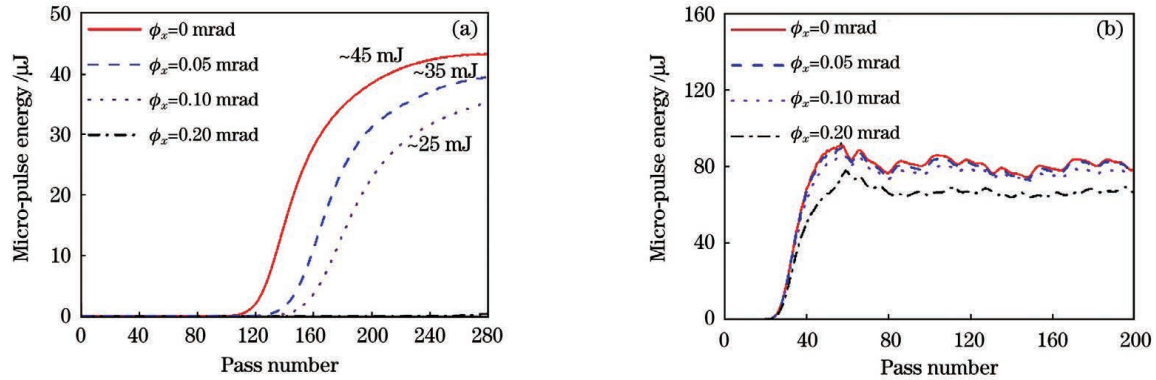 (a)
Micro-pulse energy /μJ
50
40
30
20
10
0
ϕx=0 mrad
ϕx=0.05 mrad
ϕx=0.10 mrad
ϕx=0.20 mrad
~45 mJ
~35 mJ
~25 mJ
0 40 80 120 160 200 240 280
Pass number
(b)
Micro-pulse energy /μJ
160
120
80
40
0
ϕx=0 mrad
ϕx=0.05 mrad
ϕx=0.10 mrad
ϕx=0.20 mrad
0 40 80 120 160 200
Pass number